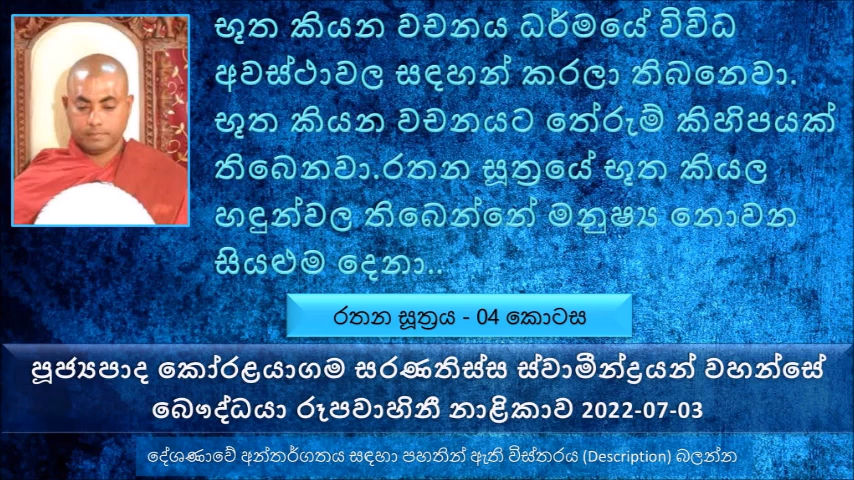 භූත කියන වචනය ධර්මයේ විවිධ
අවස්ථාවල සඳහන් කරලා තිබනෙවා.
භූත කියන වචනයට තේරුම් කිහිපයක්
තිබෙනවා.රතන සූත්‍රයේ භූත කියල
හඳුන්වල තිබෙන්නේ මනුෂ්‍ය නොවන
සියළුම දෙනා..
රතන සූත්‍රය - 04 කොටස
පූජ්‍යපාද කෝරළයාගම සරණතිස්ස ස්වාමීන්ද්‍රයන් වහන්සේ
බෞද්ධයා රූපවාහිනී නාළිකාව 2022-07-03
දේශණාවේ අන්තර්ගතය සඳහා පහතින් ඇති විස්තරය (Description) බලන්න